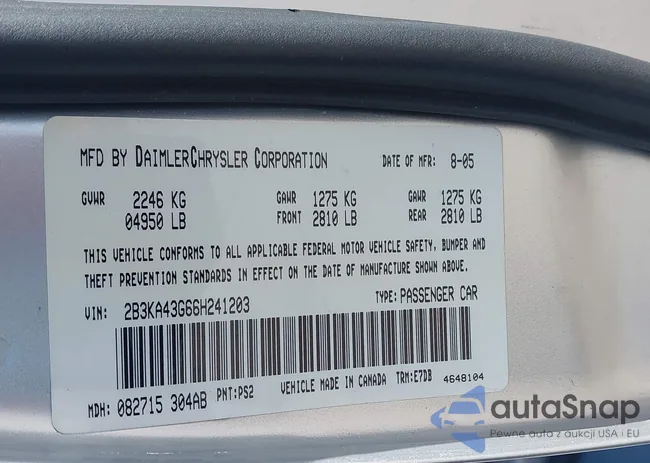 MFD BY DAIMLERCHRYSLER CORPORATION DATE OF MFR: 8-05
GVWR 2246 KG GAWR 1275 KG GAWR 1275 KG
04950 LB FRONT 2810 LB REAR 2810 LB
THIS VEHICLE CONFORMS TO ALL APPLICABLE FEDERAL MOTOR VEHICLE SAFETY, BUMPER AND
THEFT PREVENTION STANDARDS IN EFFECT ON THE DATE OF MANUFACTURE SHOWN ABOVE.
VIN: 2B3KA43G66H241203 TYPE: PASSENGER CAR
MDH: 082715 304AB PNT: PS2 VEHICLE MADE IN CANADA TRM: E7DB 4648104
autaSnap
Pewne auta z aukcji USA i EU